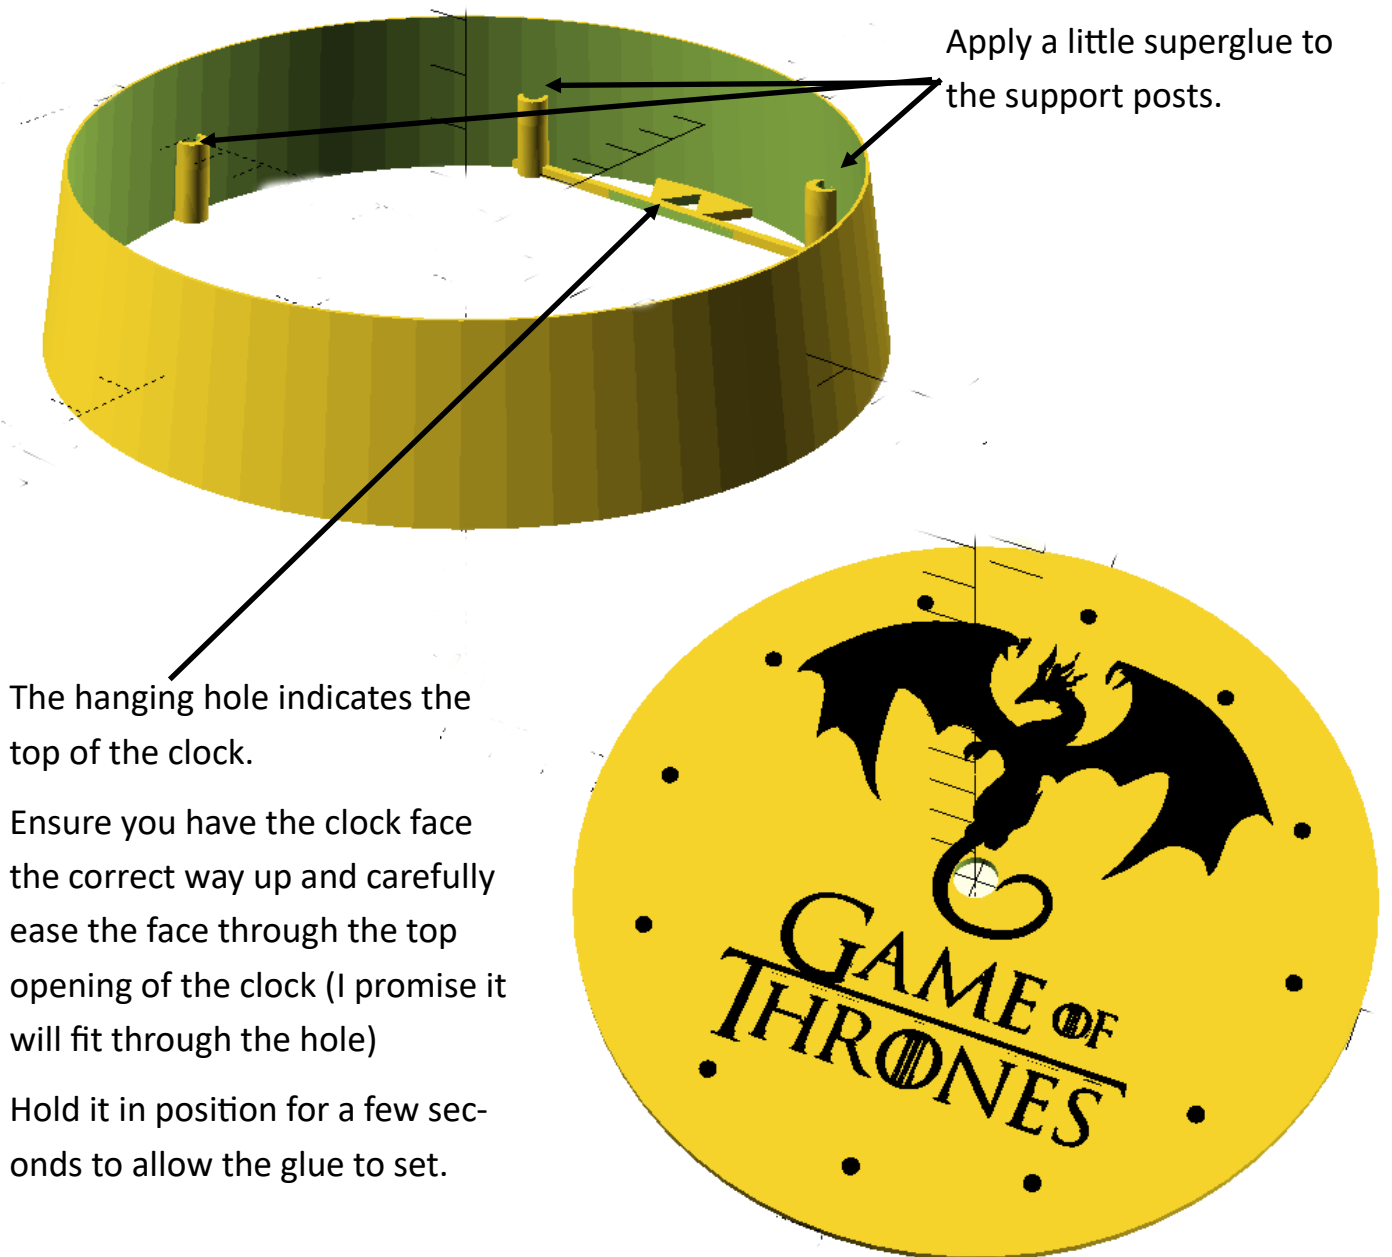 Apply a little superglue to
the support posts.
The hanging hole indicates the
top of the clock.
Ensure you have the clock face
the correct way up and carefully
ease the face through the top
opening of the clock (I promise it
will fit through the hole)
Hold it in position for a few sec-
onds to allow the glue to set.
GAME OF
THRONES